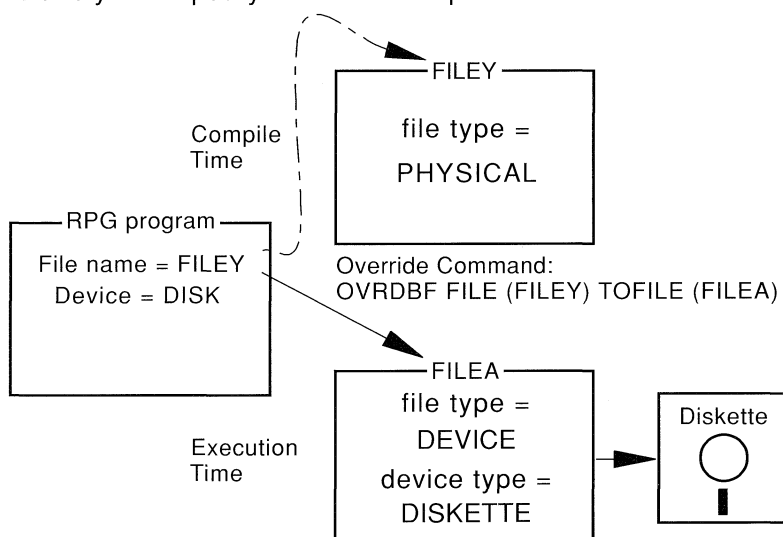 FILEY
file type =
PHYSICAL
Compile
Time
RPG program
File name = FILEY
Device = DISK
Override Command:
OVRDBF FILE (FILEY) TOFILE (FILEA)
FILEA
file type =
DEVICE
device type =
DISKETTE
Execution
Time
Diskette